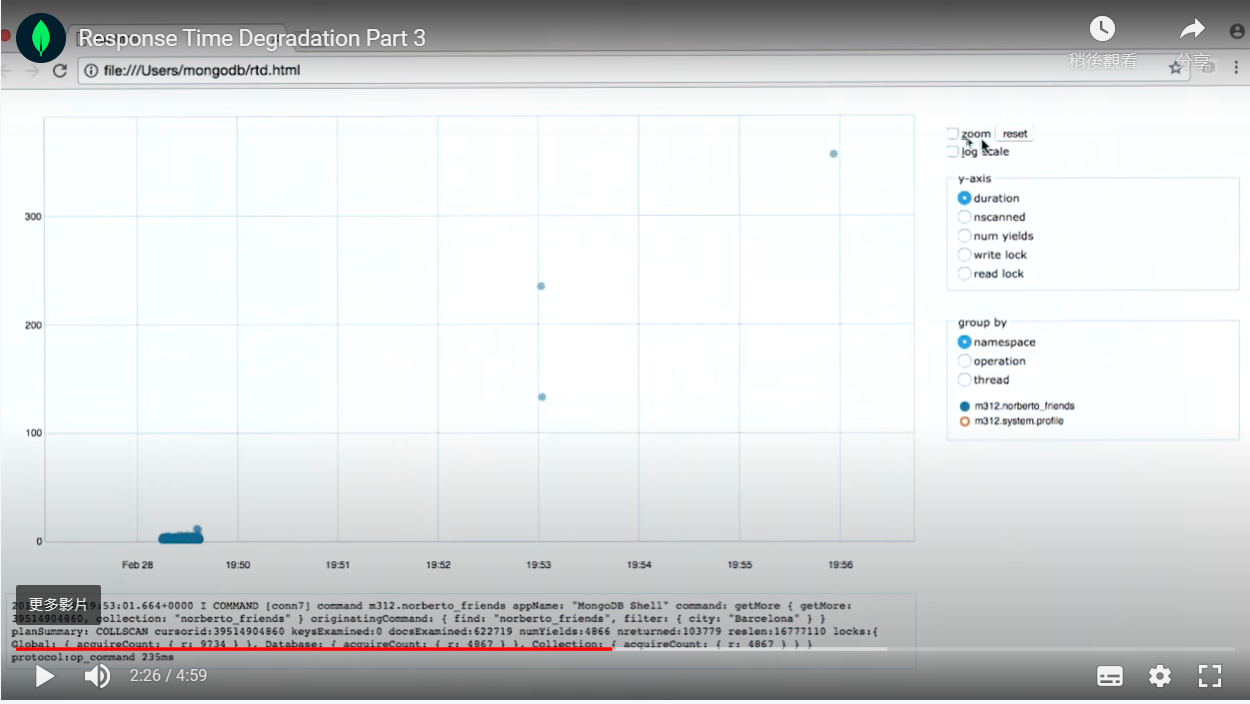 Response Time Degradation Part 3
稍後觀看
分享
file:///Users/mongodb/rtd.html
zoom reset
log scale
y-axis
duration
nscanned
num yields
write lock
read lock
group by
namespace
operation
thread
m312.norberto_friends
m312.system.profile
300
200
100
0
Feb 28 19:50 19:51 19:52 19:53 19:54 19:55 19:56
更多影片
19:53:01.664+0000 I COMMAND [conn7] command m312.norberto_friends appName: "MongoDB Shell" command: getMore { getMore:
39514904860, collection: "norberto_friends" } originatingCommand: { find: "norberto_friends", filter: { city: "Barcelona" } }
planSummary: COLLSCAN cursorid:39514904860 keysExamined:0 docsExamined:622719 numYields:4866 nreturned:103779 reslen:16777110 locks:{
Global: { acquireCount: { r: 9734 } }, Database: { acquireCount: { r: 4867 } }, Collection: { acquireCount: { r: 4867 } } }
protocol:op_command 235ms
2:26 / 4:59